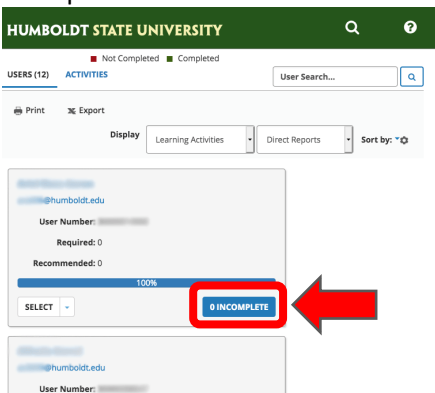 HUMBOLDT STATE UNIVERSITY
Not Completed Completed
USERS (12) ACTIVITIES User Search...
Print Export
Display Learning Activities Direct Reports Sort by:
@humboldt.edu
User Number:
Required: 0
Recommended: 0
100%
SELECT 0 INCOMPLETE
@humboldt.edu
User Number: